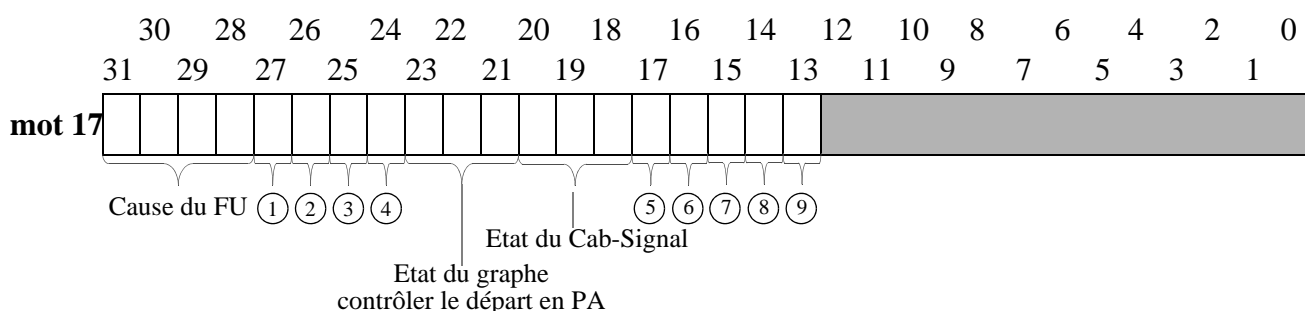 30 28 26 24 22 20 18 16 14 12 10 8 6 4 2 0
31 29 27 25 23 21 19 17 15 13 11 9 7 5 3 1
mot 17
Cause du FU 1 2 3 4 5 6 7 8 9
Etat du Cab-Signal
Etat du graphe
contrôler le départ en PA